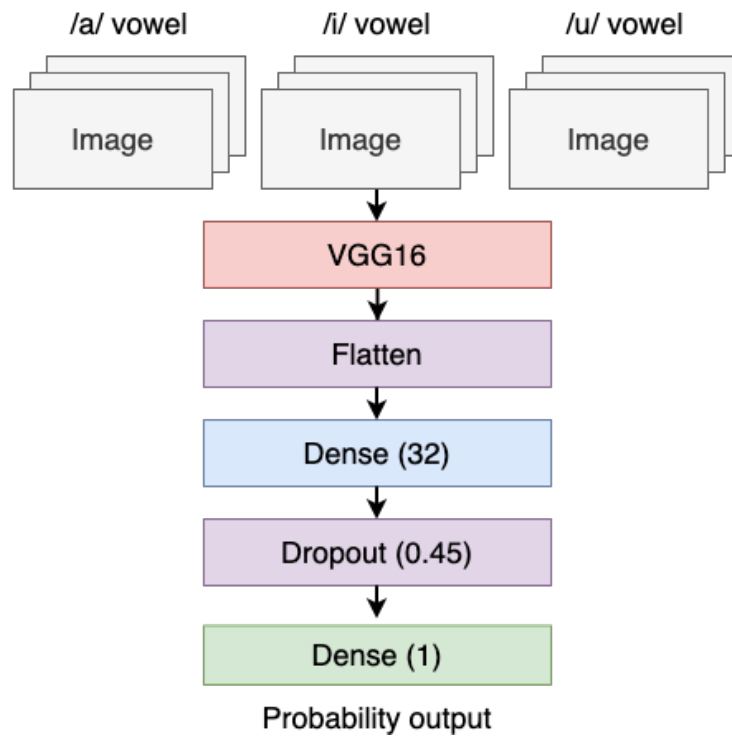 /a/ vowel /i/ vowel /u/ vowel
Image Image Image
VGG16
Flatten
Dense (32)
Dropout (0.45)
Dense (1)
Probability output